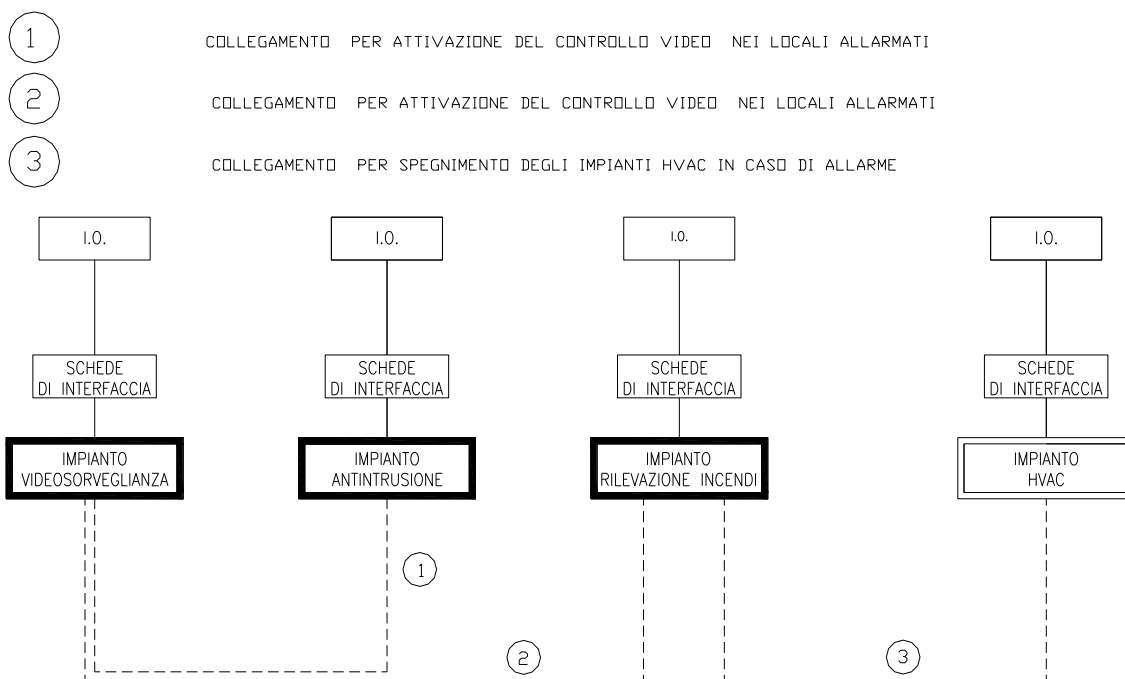 1
COLLEGAMENTO PER ATTIVAZIONE DEL CONTROLLO VIDEO NEI LOCALI ALLARMATI
2
COLLEGAMENTO PER ATTIVAZIONE DEL CONTROLLO VIDEO NEI LOCALI ALLARMATI
3
COLLEGAMENTO PER SPEGNIMENTO DEGLI IMPIANTI HVAC IN CASO DI ALLARME
I.O.
I.O.
I.O.
I.O.
SCHEDE
DI INTERFACCIA
SCHEDE
DI INTERFACCIA
SCHEDE
DI INTERFACCIA
SCHEDE
DI INTERFACCIA
IMPIANTO
VIDEOSORVEGLIANZA
IMPIANTO
ANTINTRUSIONE
IMPIANTO
RILEVAZIONE INCENDI
IMPIANTO
HVAC
1
2
3